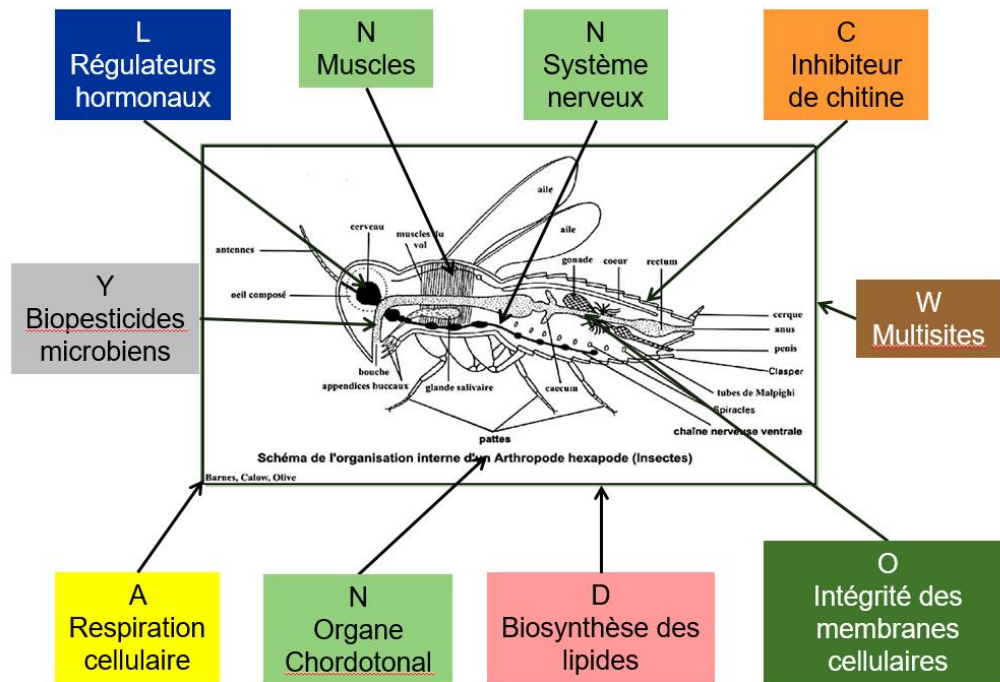 L
Régulateurs
hormonaux
N
Muscles
N
Système
nerveux
C
Inhibiteur
de chitine
Y
Biopesticides
microbiens
W
Multisites
antennes
cerveau
muscles du
vol
aile
aile
gonade
coeur
rectum
oeil composé
cerque
anus
penis
Clasper
bouche
appendices buccaux
glande salivaire
caecum
tubes de Malpighi
Spiracles
chaîne nerveuse ventrale
pattes
Schéma de l'organisation interne d'un Arthropode hexapode (Insectes)
Barnes, Calow, Olive
A
Respiration
cellulaire
N
Organe
Chordotonal
D
Biosynthèse des
lipides
O
Intégrité des
membranes
cellulaires